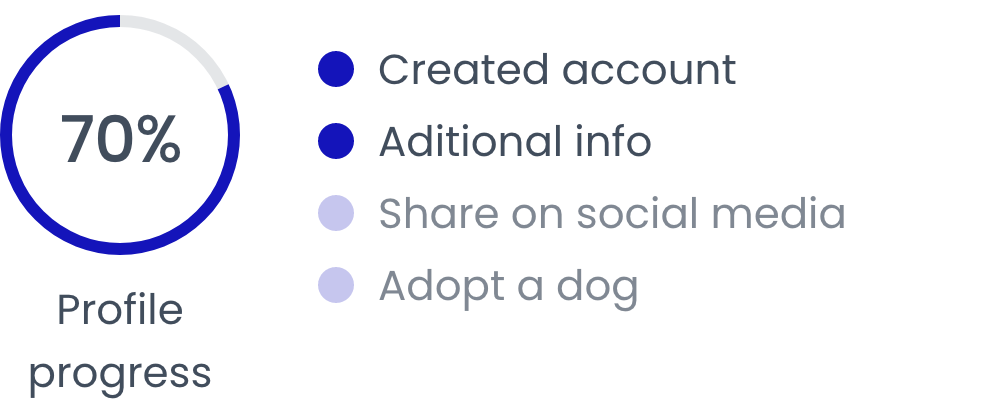 70%
Profile
progress
Created account
Aditional info
Share on social media
Adopt a dog